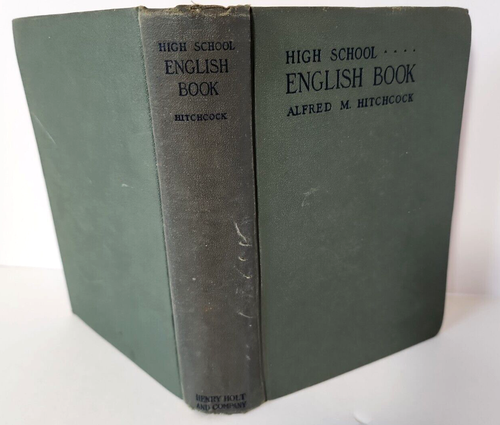 HIGH SCHOOL
ENGLISH
BOOK
HITCHCOCK
HENRY HOLT
AND COMPANY
HIGH SCHOOL ····
ENGLISH BOOK
ALFRED M. HITCHCOCK